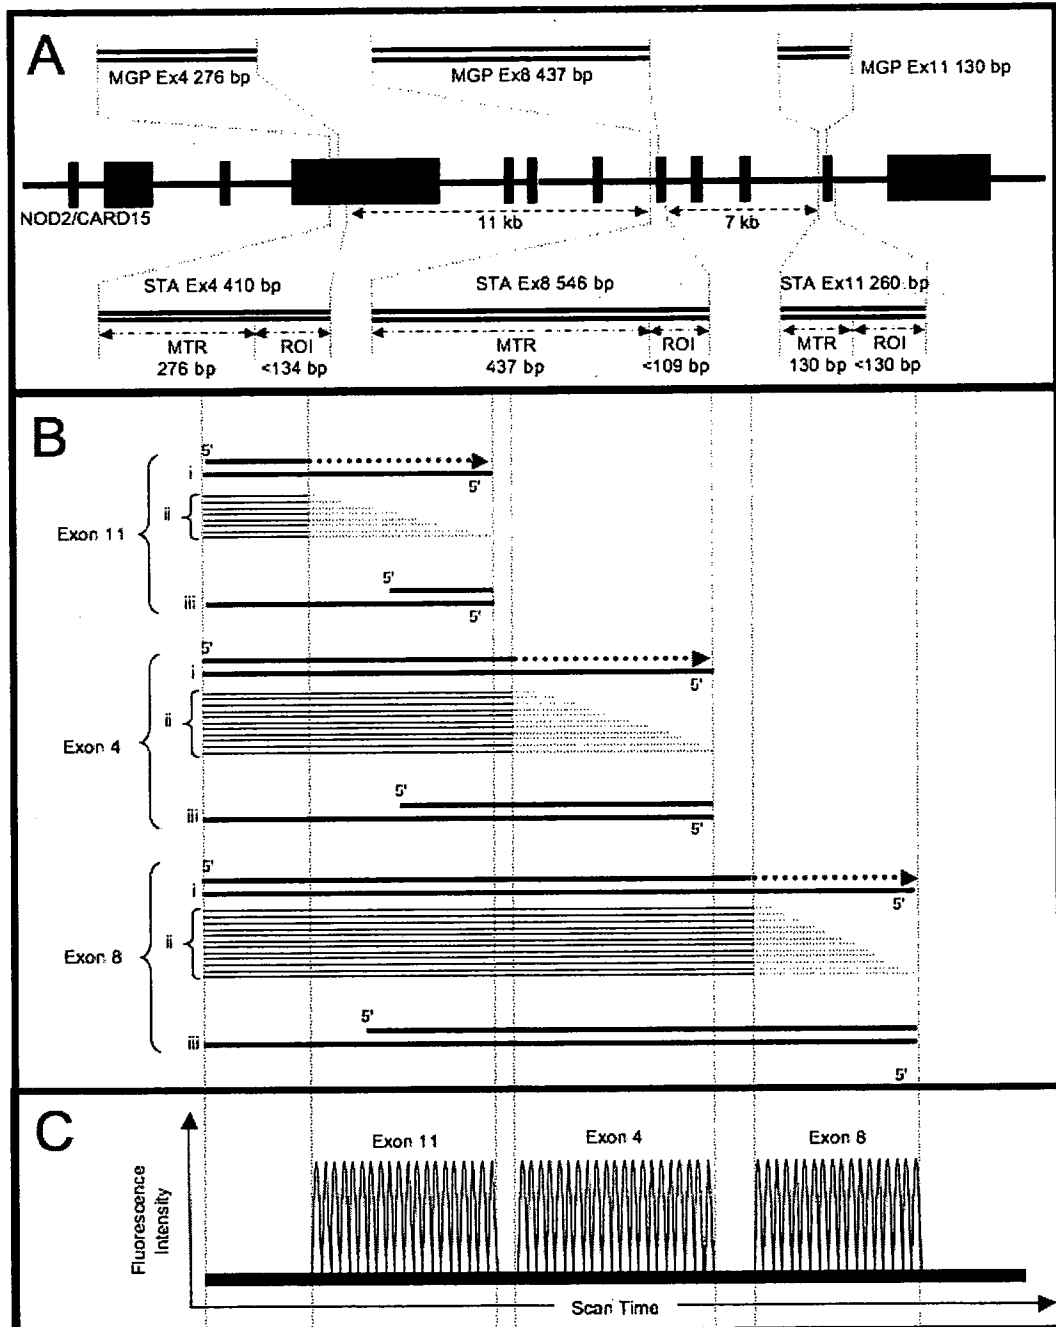 A
MGP Ex4 276 bp
MGP Ex8 437 bp
MGP Ex11 130 bp
NOD2/CARD15
11 kb
7 kb
STA Ex4 410 bp
STA Ex8 546 bp
STA Ex11 260 bp
MTR
276 bp
ROI
<134 bp
MTR
437 bp
ROI
<109 bp
MTR
130 bp
ROI
<130 bp
B
Exon 11
i
5'
5'
ii
iii
5'
5'
Exon 4
i
5'
5'
ii
iii
5'
5'
Exon 8
i
5'
5'
ii
iii
5'
5'
C
Fluorescence
Intensity
Exon 11
Exon 4
Exon 8
Scan Time